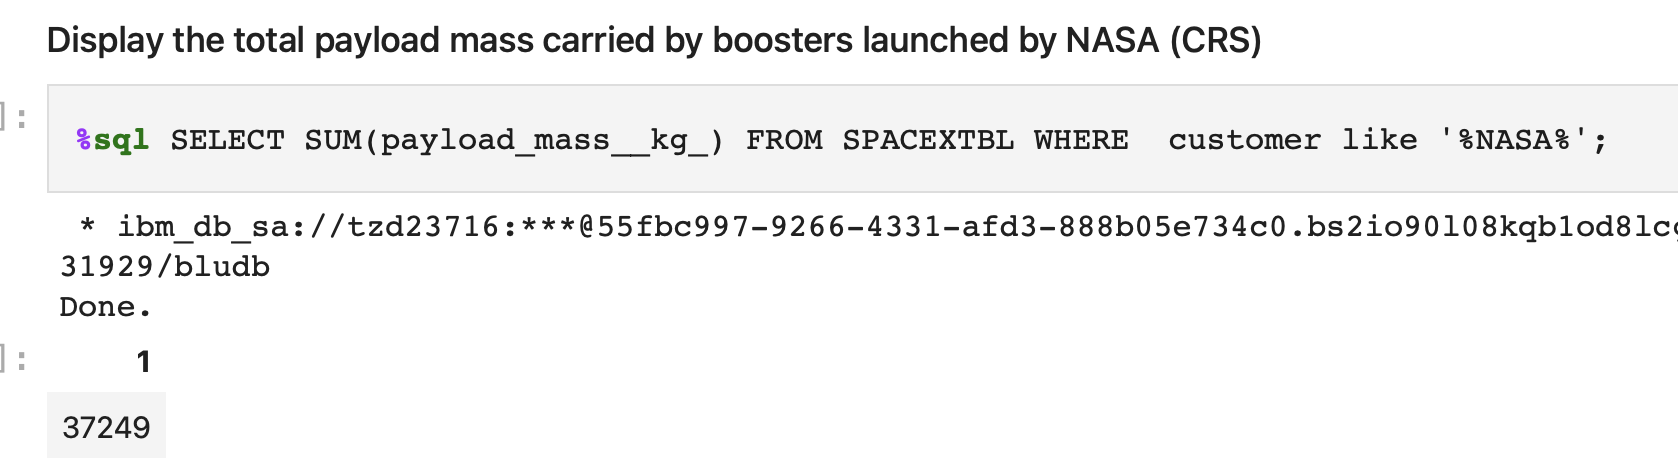 Display the total payload mass carried by boosters launched by NASA (CRS)
]:
%sql SELECT SUM(payload_mass__kg_) FROM SPACEXTBL WHERE  customer like '%NASA%';
* ibm_db_sa://tzd23716:***@55fbc997-9266-4331-afd3-888b05e734c0.bs2io90l08kqb1od8lc
31929/bludb
Done.
]:
1
37249